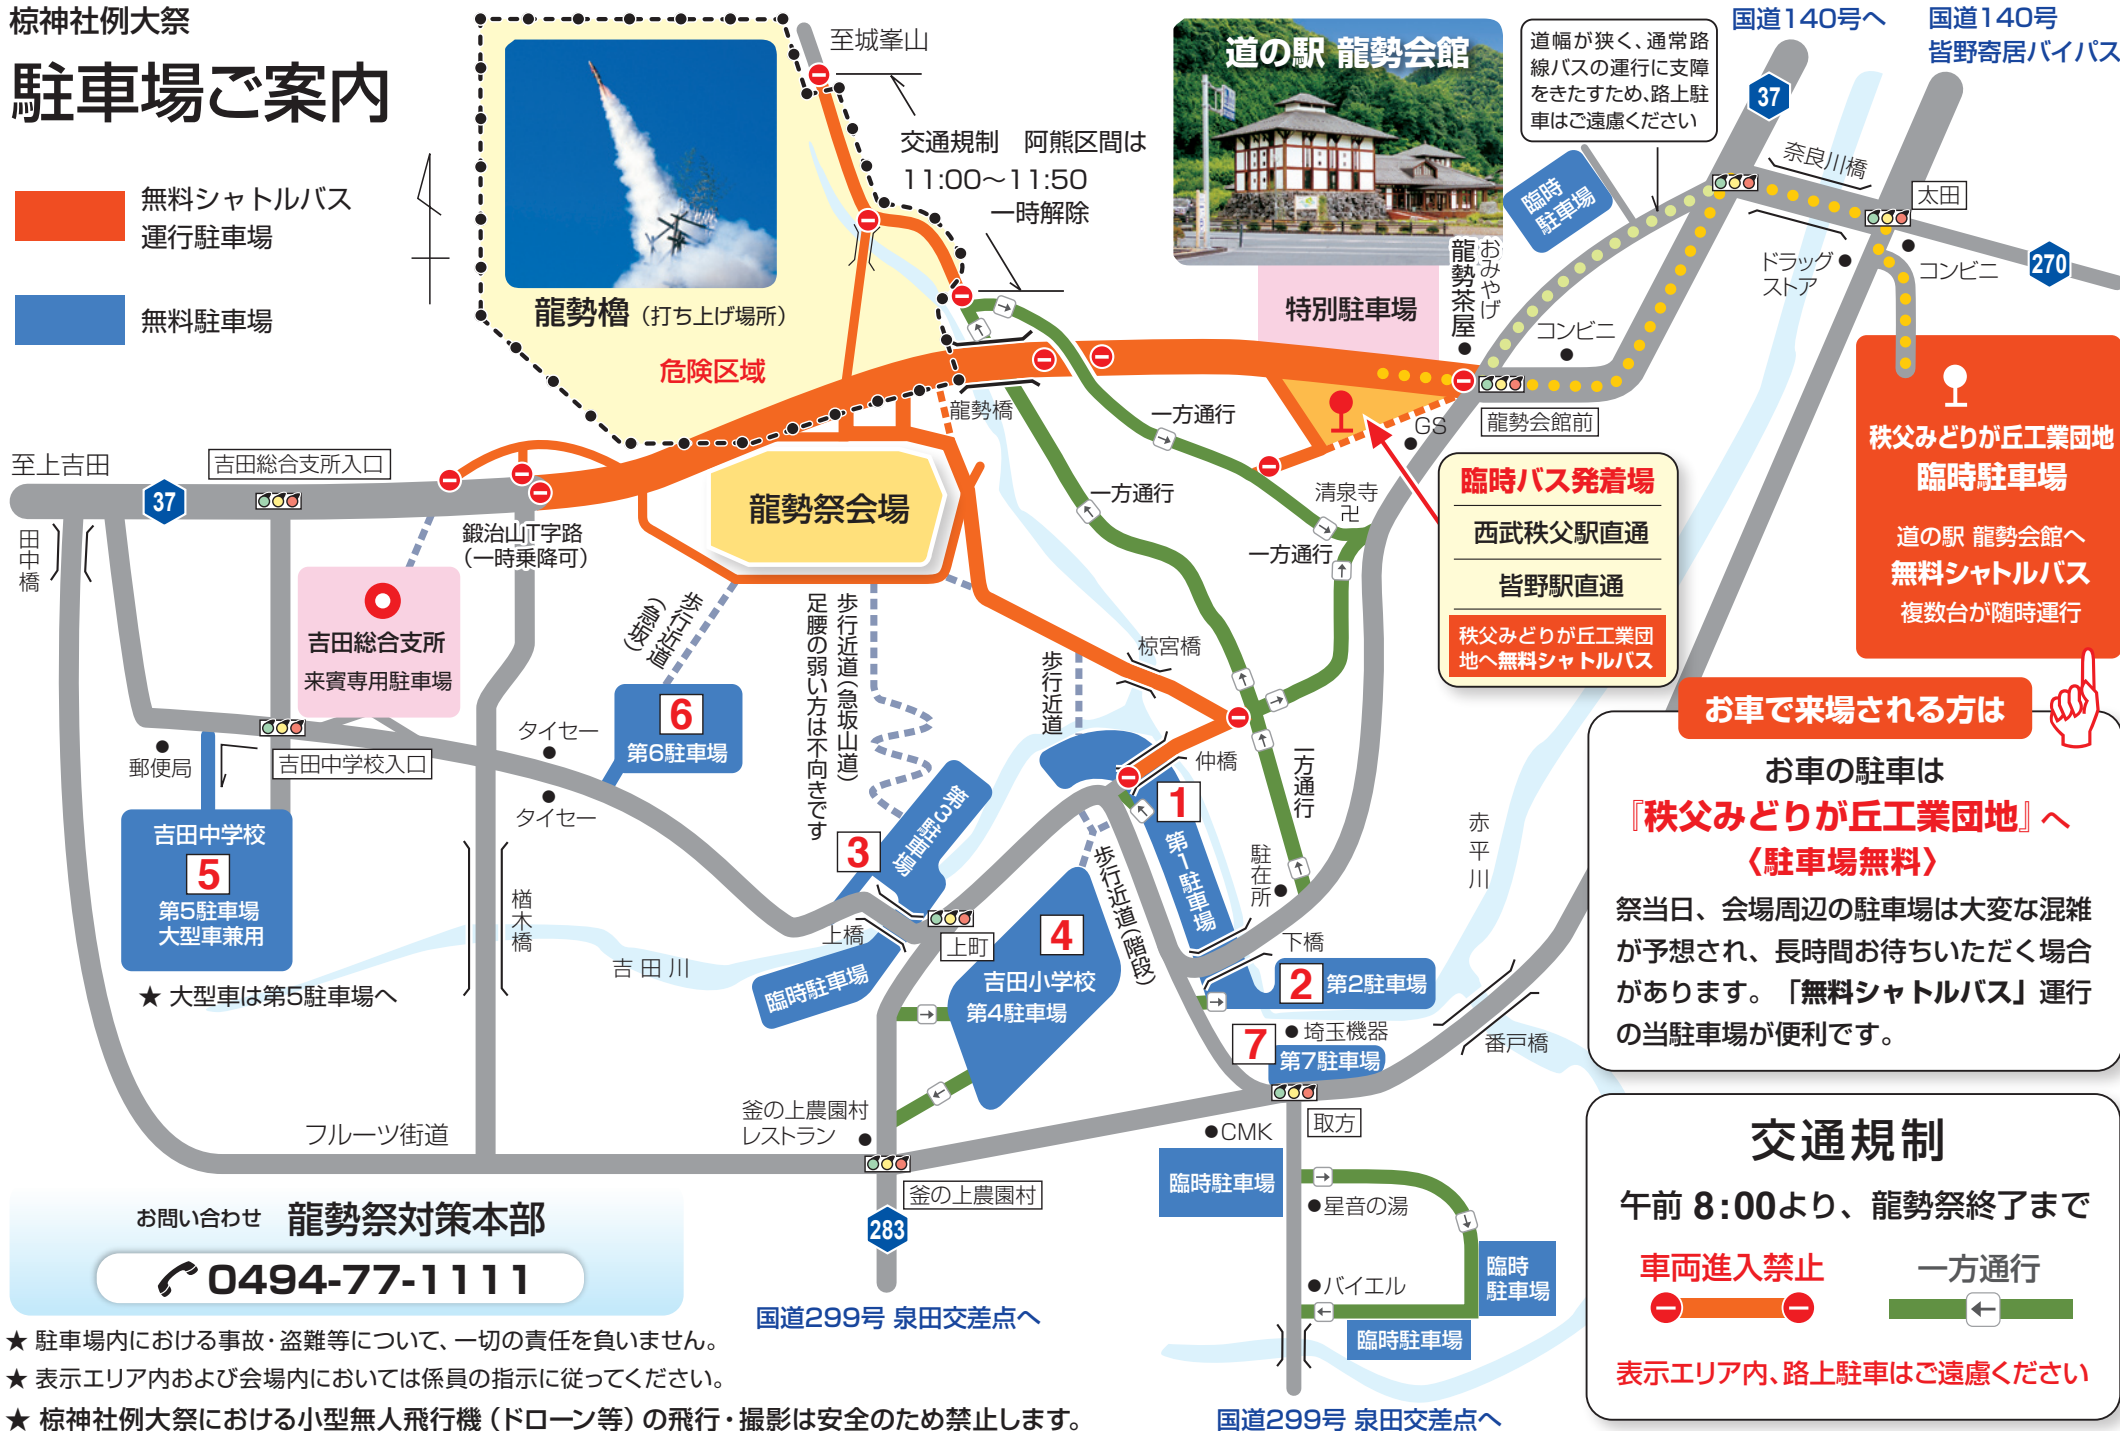 椋神社例大祭
駐車場ご案内
無料シャトルバス
運行駐車場
無料駐車場
龍勢櫓（打ち上げ場所）
危険区域
至城峯山
交通規制　阿熊区間は
11:00〜11:50
一時解除
道の駅 龍勢会館
特別駐車場
おみやげ
龍勢茶屋
道幅が狭く、通常路
線バスの運行に支障
をきたすため、路上駐
車はご遠慮ください
国道140号へ
国道140号
皆野寄居バイパス
37
臨時
駐車場
奈良川橋
太田
ドラッグ
ストア
コンビニ
270
コンビニ
龍勢会館前
GS
秩父みどりが丘工業団地
臨時駐車場
道の駅 龍勢会館へ
無料シャトルバス
複数台が随時運行
臨時バス発着場
西武秩父駅直通
皆野駅直通
秩父みどりが丘工業団
地へ無料シャトルバス
龍勢橋
一方通行
一方通行
清泉寺
卍
一方通行
至上吉田
37
吉田総合支所入口
田中橋
鍛治山T字路
（一時乗降可）
龍勢祭会場
吉田総合支所
来賓専用駐車場
歩行近道
（急坂）
歩行近道（急坂山道）
足腰の弱い方は不向きです
歩行近道
椋宮橋
仲橋
一方通行
6
第6駐車場
タイセー
タイセー
郵便局
吉田中学校入口
吉田中学校
5
第5駐車場
大型車兼用
★ 大型車は第5駐車場へ
楢木橋
吉田川
3
第3駐車場
上橋
上町
臨時駐車場
1
第1駐車場
歩行近道（階段）
駐在所
赤平川
4
吉田小学校
第4駐車場
下橋
2
第2駐車場
7
埼玉機器
第7駐車場
番戸橋
取方
CMK
臨時駐車場
星音の湯
バイエル
臨時
駐車場
臨時駐車場
国道299号 泉田交差点へ
フルーツ街道
釜の上農園村
レストラン
釜の上農園村
283
国道299号 泉田交差点へ
お車で来場される方は
お車の駐車は
『秩父みどりが丘工業団地』へ
〈駐車場無料〉
祭当日、会場周辺の駐車場は大変な混雑
が予想され、長時間お待ちいただく場合
があります。「無料シャトルバス」運行
の当駐車場が便利です。
交通規制
午前 8:00より、龍勢祭終了まで
車両進入禁止
一方通行
表示エリア内、路上駐車はご遠慮ください
お問い合わせ　龍勢祭対策本部
0494-77-1111
★ 駐車場内における事故・盗難等について、一切の責任を負いません。
★ 表示エリア内および会場内においては係員の指示に従ってください。
★ 椋神社例大祭における小型無人飛行機（ドローン等）の飛行・撮影は安全のため禁止します。